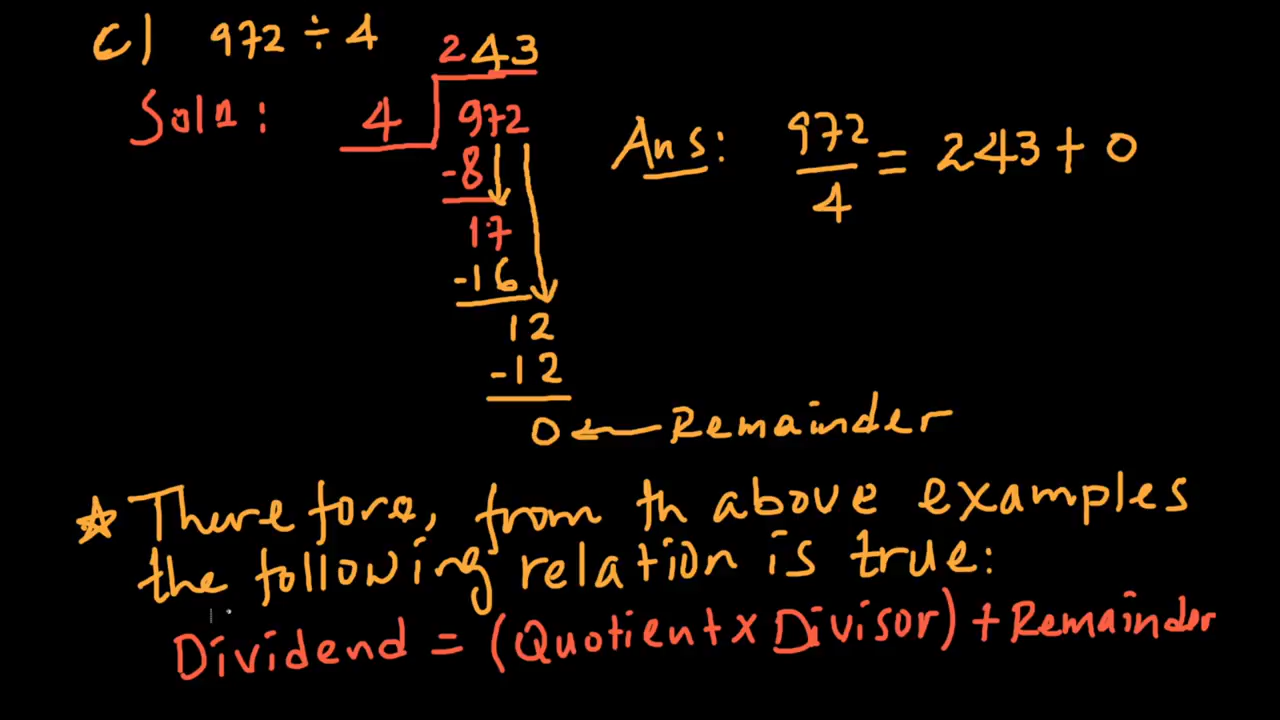 c) 972 ÷ 4
243
Soln: 4 972
-8
17
-16
12
-12
0 ← Remainder
Ans: 972/4 = 243 + 0
☆ Therefore, from th above examples
the following relation is true:
Dividend = (Quotient x Divisor) + Remainder